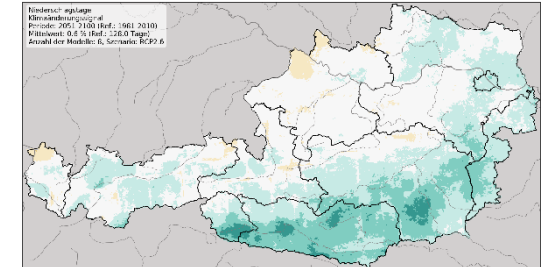 Niederschlagstage
Klimaänderungssignal
Periode: 2051-2100 (Ref.: 1981-2010)
Mittelwert: 0.6 % (Ref.: 128.0 Tage)
Anzahl der Modelle: 8, Szenario: RCP2.6